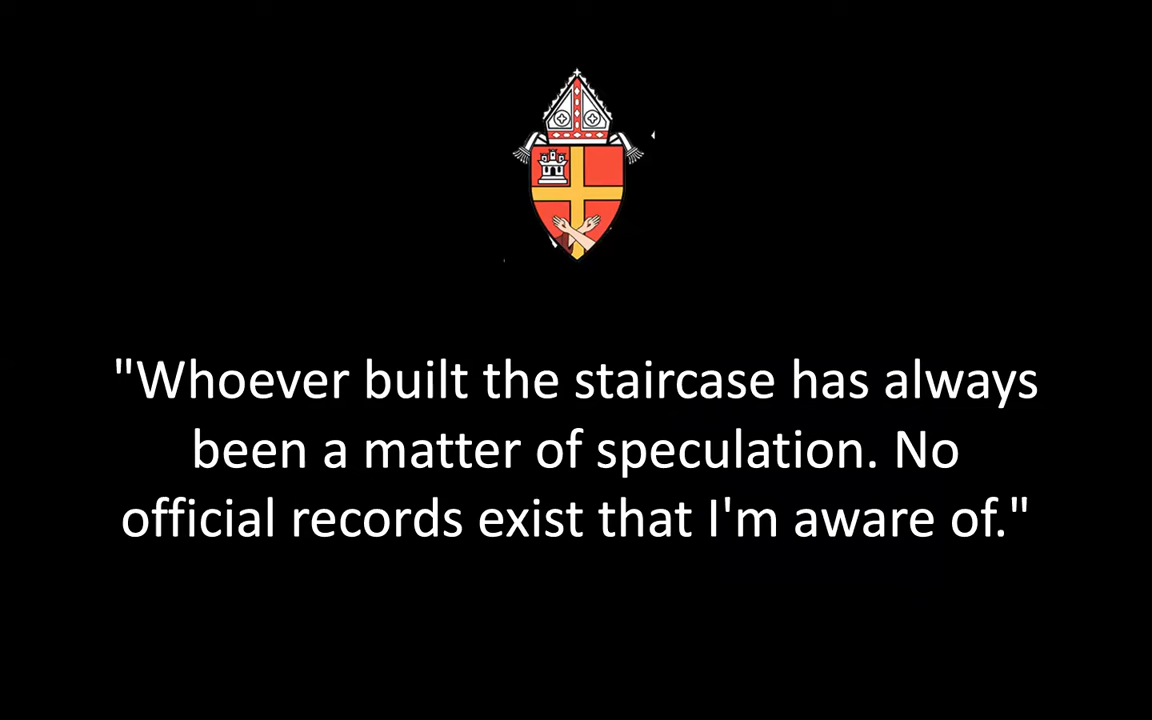 "Whoever built the staircase has always
been a matter of speculation. No
official records exist that I'm aware of."